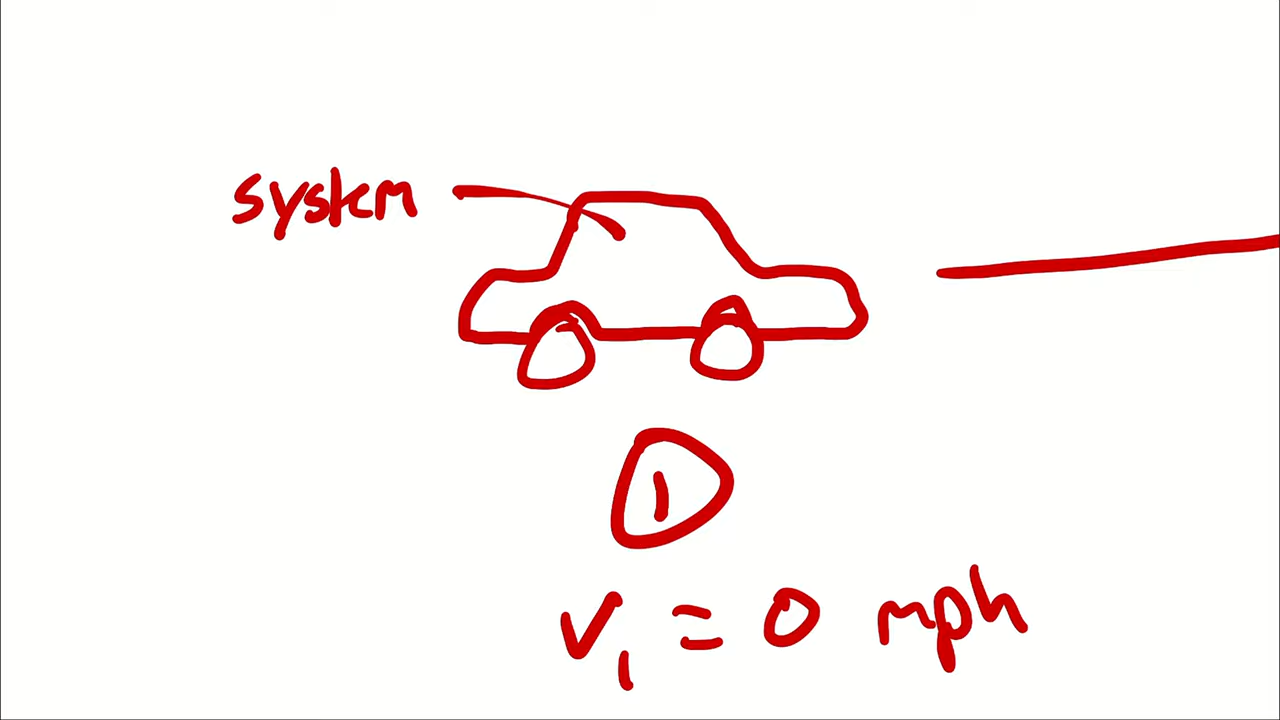 system
1
v₁ = 0 mph